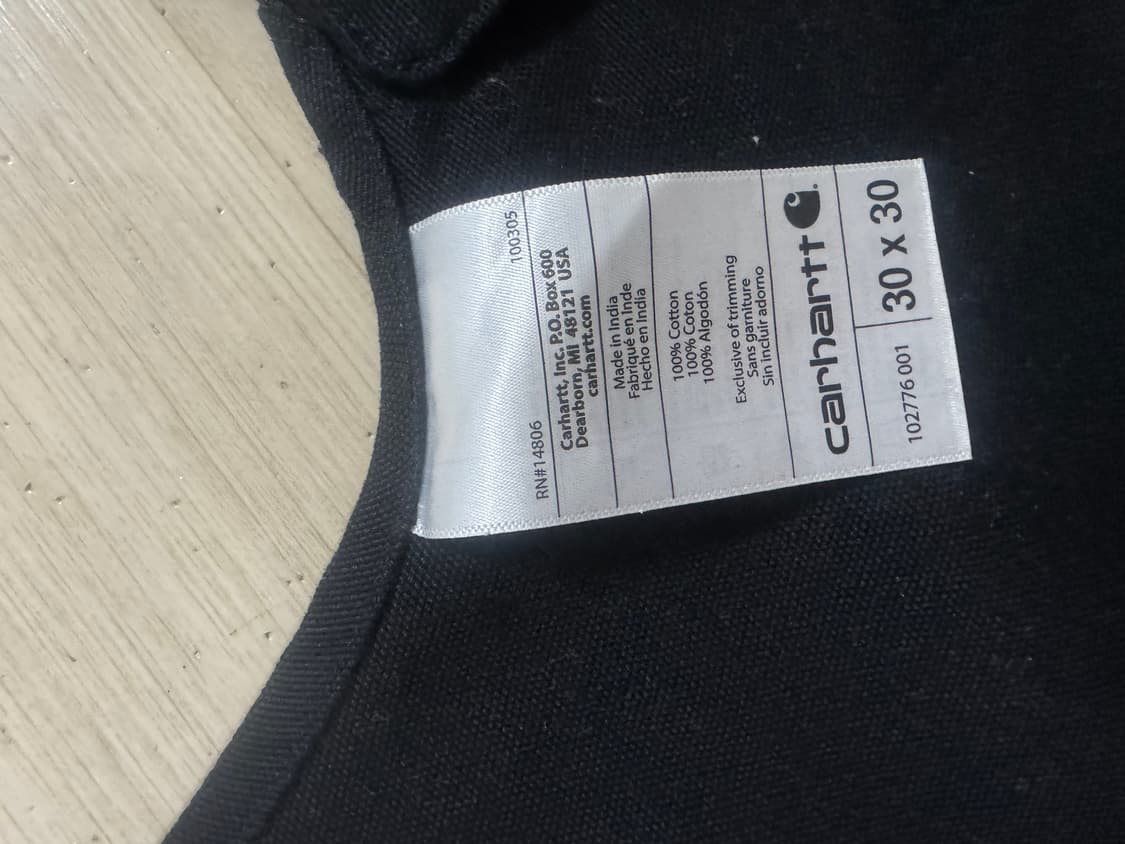 RN#14806 100305
Carhartt, Inc. P.O. Box 600
Dearborn, MI 48121 USA
carhartt.com
Made in India
Fabriqué en Inde
Hecho en India
100% Cotton
100% Coton
100% Algodón
Exclusive of trimming
Sans garniture
Sin incluir adorno
carhartt
102776 001 30 x 30